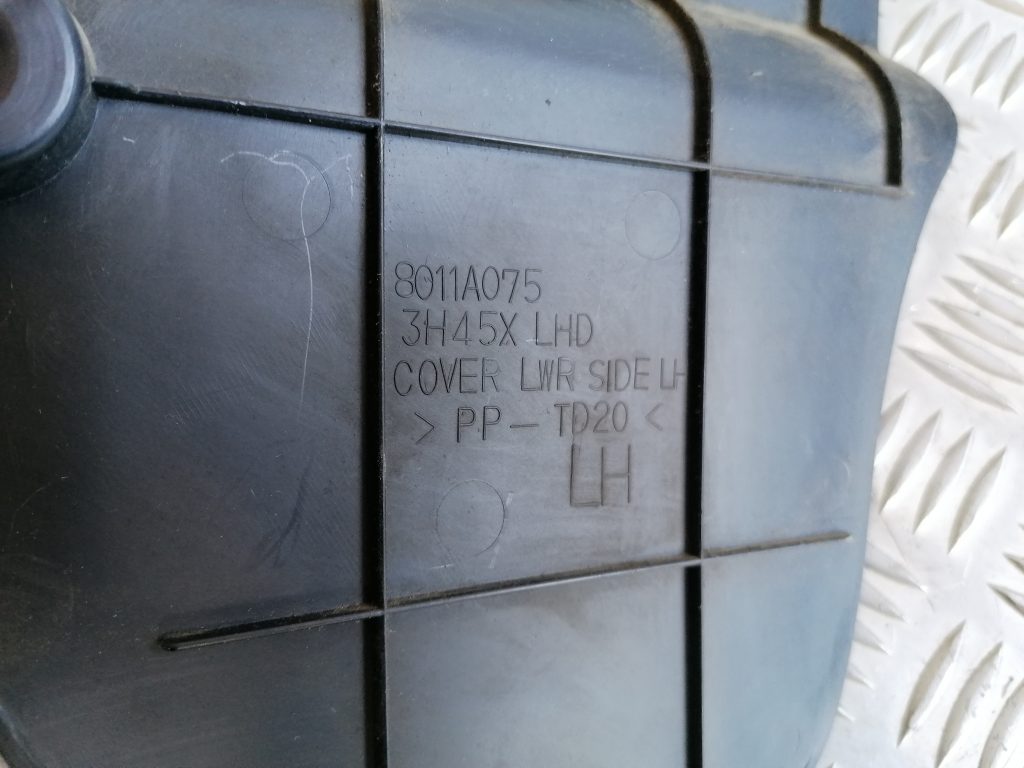 8011A075
3H45X LHD
COVER LWR SIDE LH
> PP-TD20 <
LH